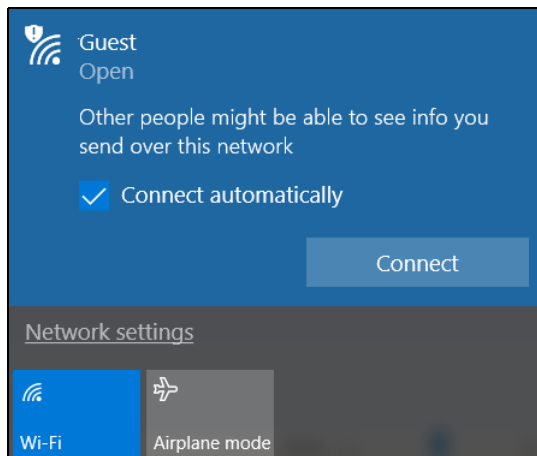 Guest
Open
Other people might be able to see info you
send over this network
Connect automatically
Connect
Network settings
Wi-Fi
Airplane mode